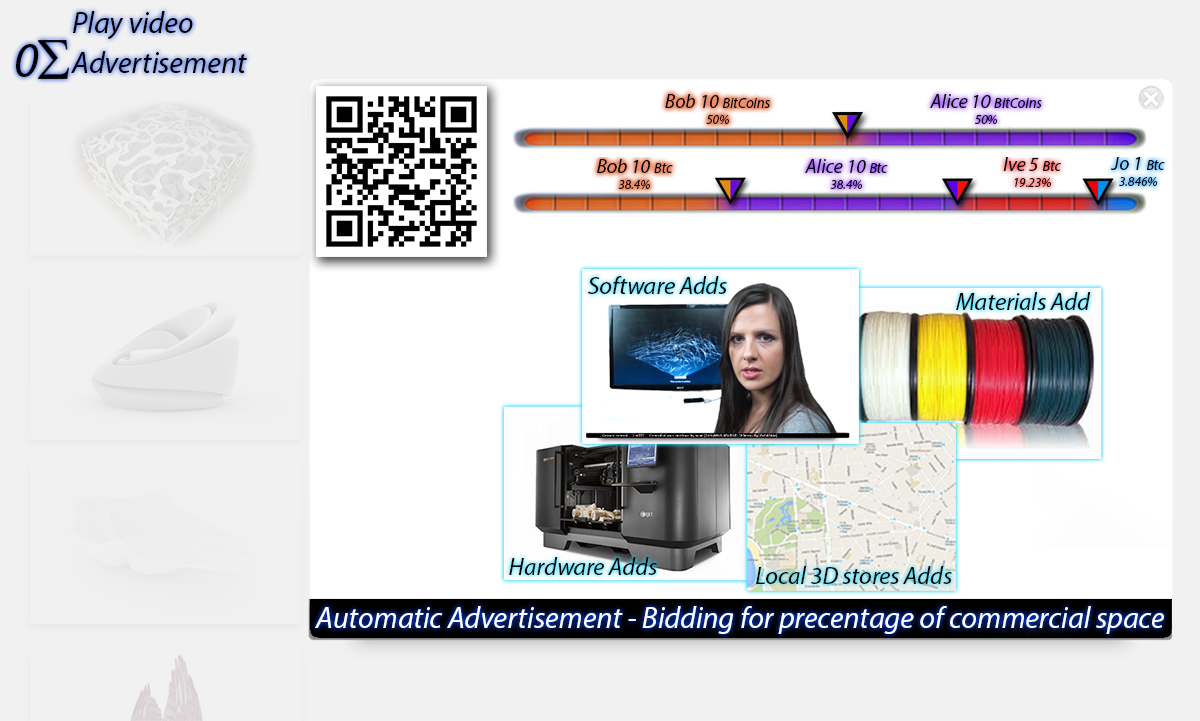 Play video
0Σ Advertisement
Bob 10 BitCoins
50%
Alice 10 BitCoins
50%
Bob 10 Btc
38.4%
Alice 10 Btc
38.4%
Ive 5 Btc
19.23%
Jo 1 Btc
3.846%
Software Adds
Materials Add
Hardware Adds
Local 3D stores Adds
Automatic Advertisement - Bidding for precentage of commercial space